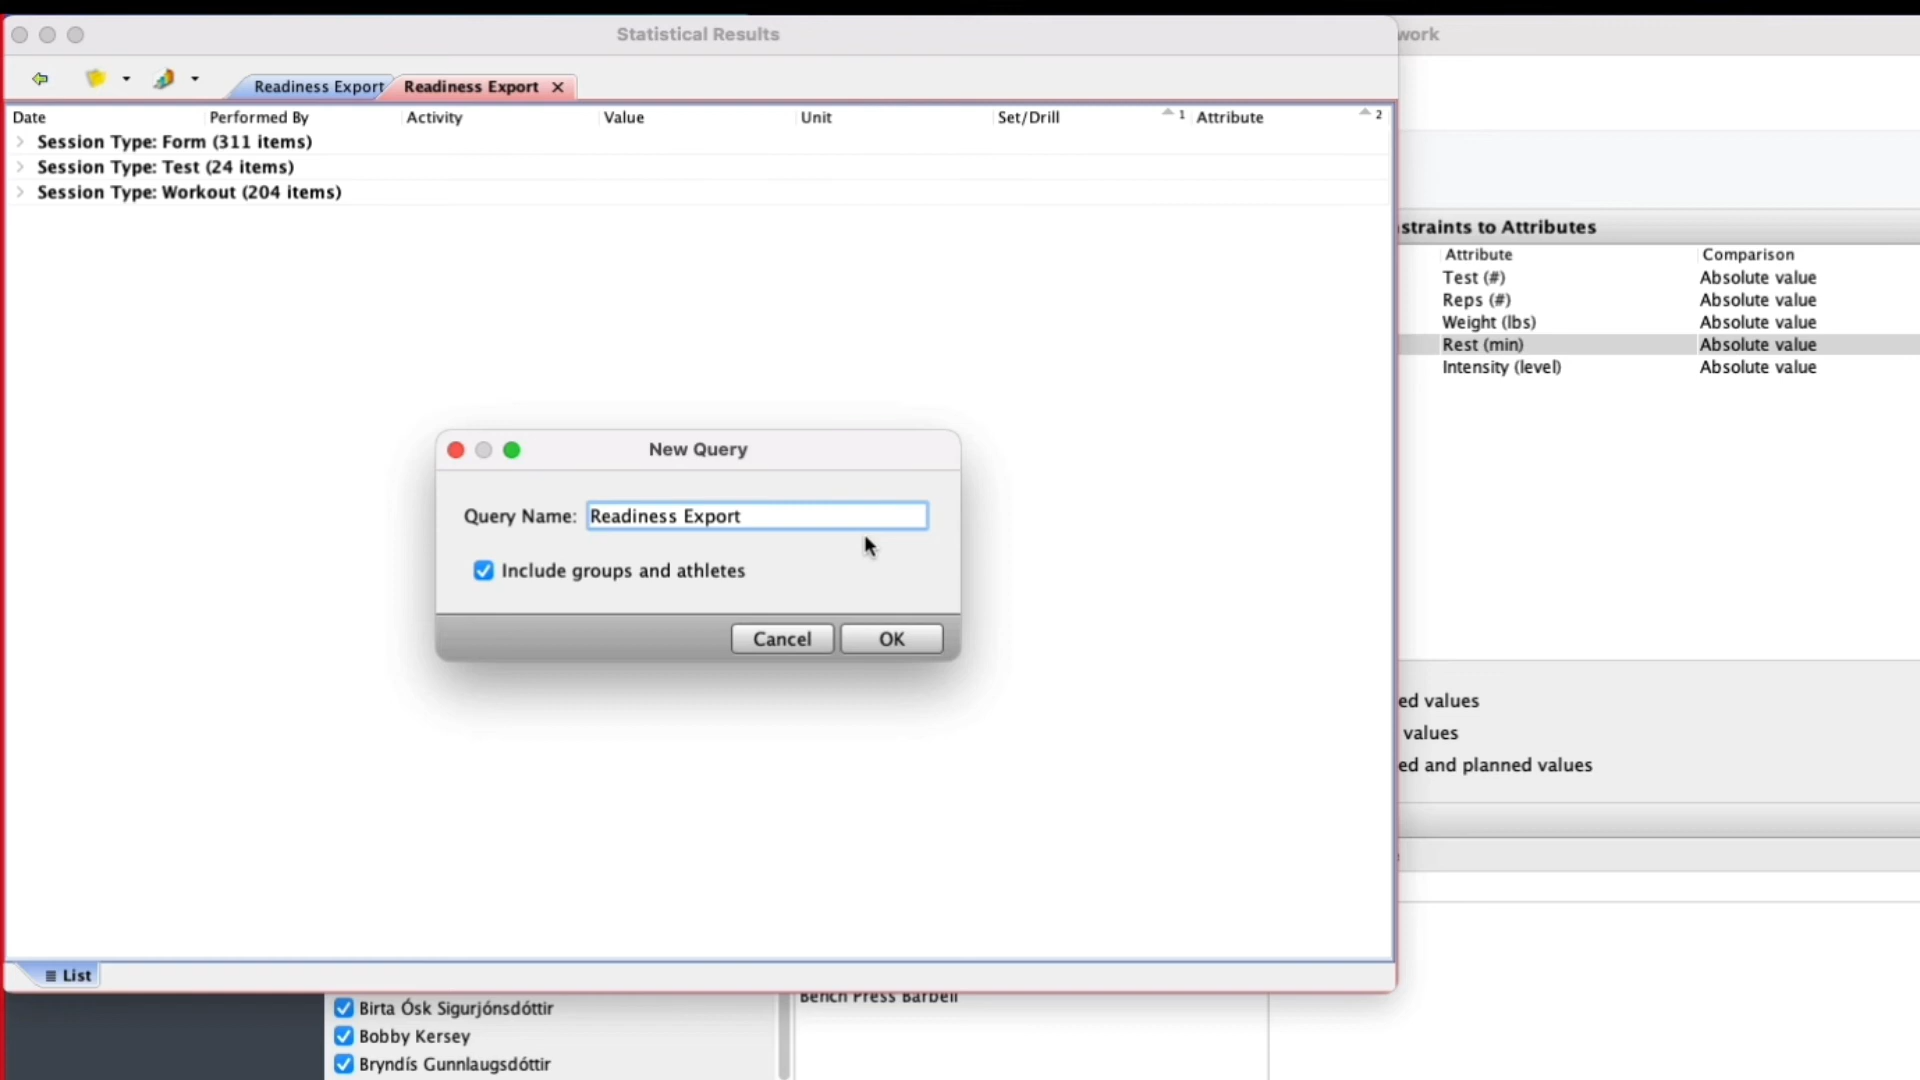 Statistical Results
work
Readiness Export
Readiness Export
Date Performed By Activity Value Unit Set/Drill 1 Attribute 2
Session Type: Form (311 items)
Session Type: Test (24 items)
Session Type: Workout (204 items)
straints to Attributes
Attribute Comparison
Test (#) Absolute value
Reps (#) Absolute value
Weight (lbs) Absolute value
Rest (min) Absolute value
Intensity (level) Absolute value
New Query
Query Name: Readiness Export
Include groups and athletes
Cancel OK
ed values
values
ed and planned values
List
Birta Ósk Sigurjónsdóttir
Bobby Kersey
Bryndís Gunnlaugsdóttir
Bench Press Barbell